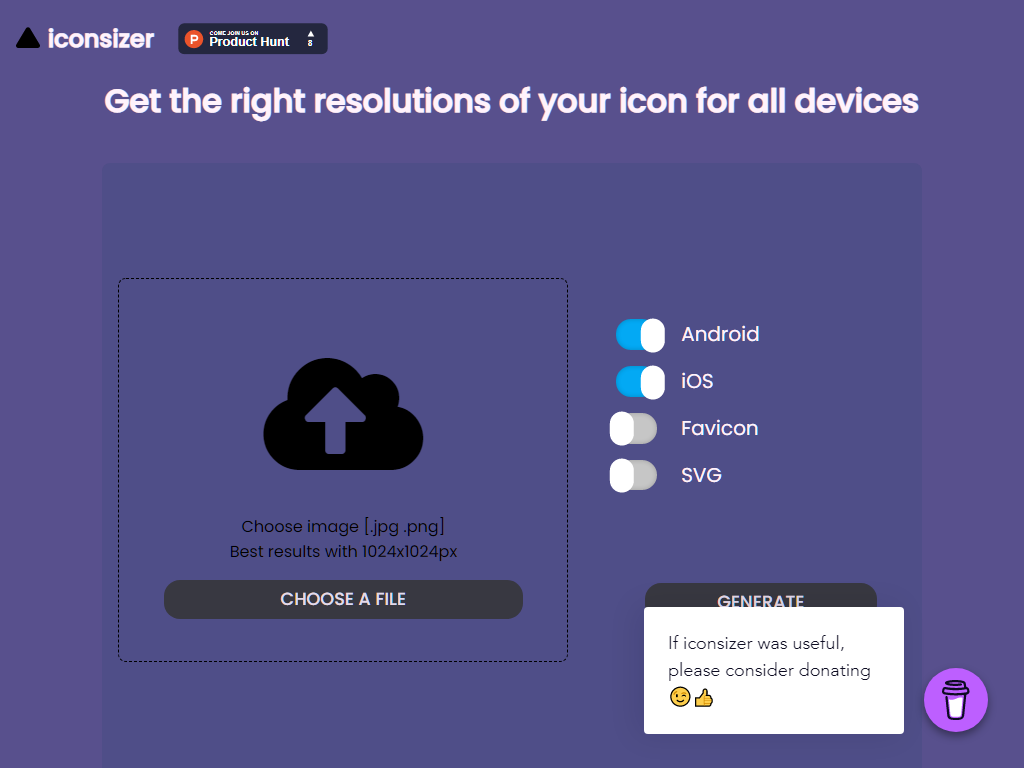 iconsizer
COME JOIN US ON
Product Hunt
8
Get the right resolutions of your icon for all devices
Android
iOS
Favicon
SVG
Choose image [.jpg .png]
Best results with 1024x1024px
CHOOSE A FILE
GENERATE
If iconsizer was useful,
please consider donating
😉👍